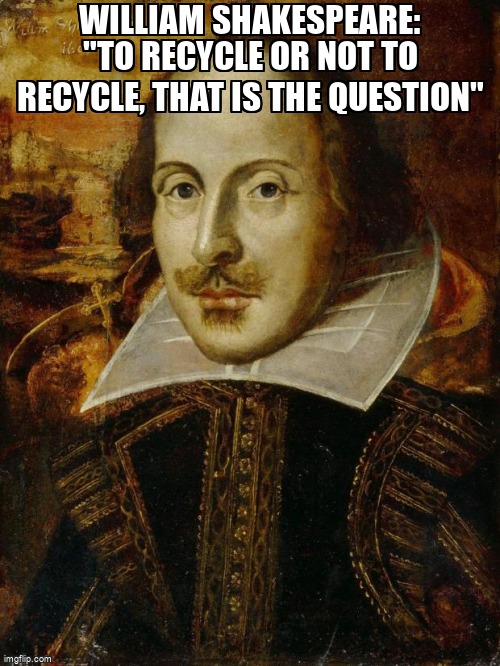 WILLIAM SHAKESPEARE:
"TO RECYCLE OR NOT TO
RECYCLE, THAT IS THE QUESTION"
imgflip.com